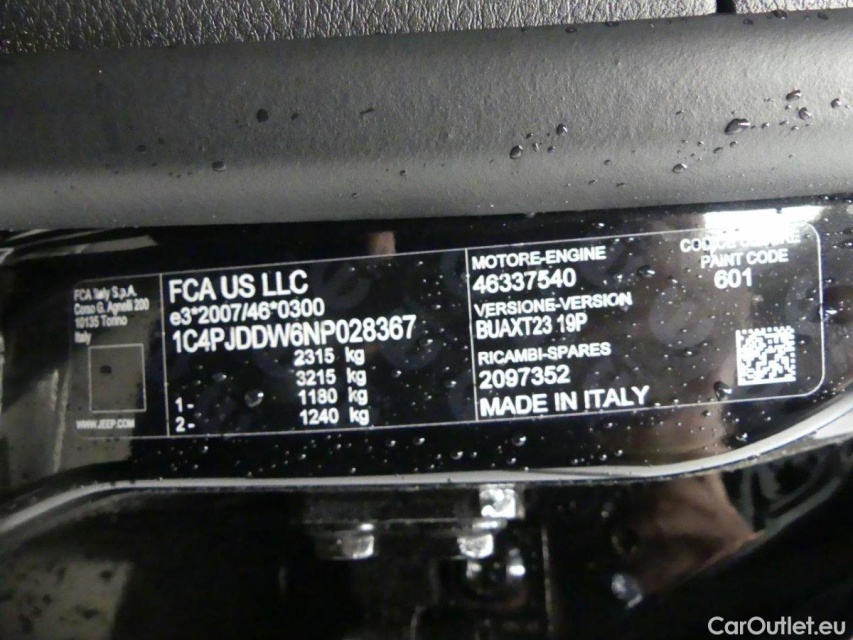 FCA Italy S.p.A.
Corso G. Agnelli 200
10135 Torino
Italy
WWW.JEEP.COM
FCA US LLC
e3*2007/46*0300
1C4PJDDW6NP028367
2315 kg
3215 kg
1- 1180 kg
2- 1240 kg
MOTORE-ENGINE
46337540
VERSIONE-VERSION
BUAXT23 19P
RICAMBI-SPARES
2097352
MADE IN ITALY
CODICE
PAINT CODE
601
CarOutlet.eu